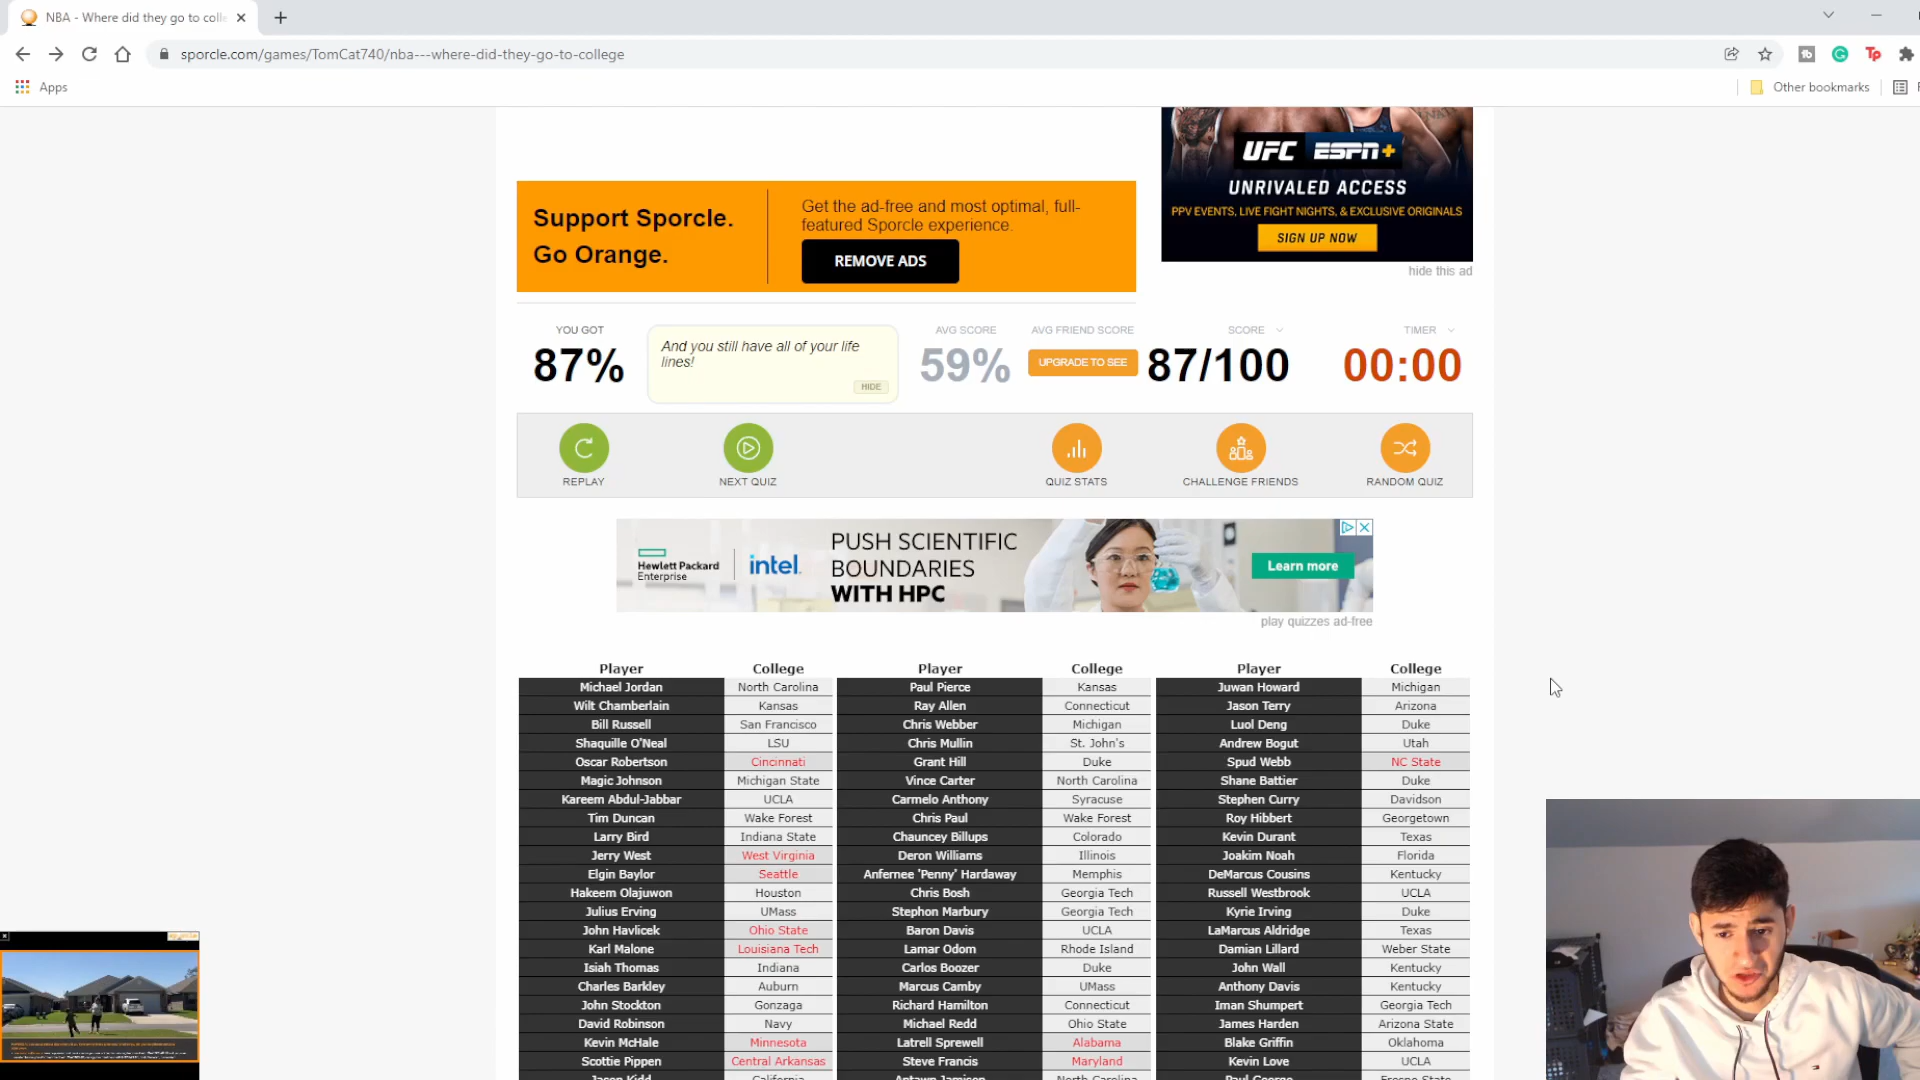 NBA - Where did they go to colle
sporcle.com/games/TomCat740/nba---where-did-they-go-to-college
Apps
Other bookmarks
Support Sporcle.
Go Orange.
Get the ad-free and most optimal, full-
featured Sporcle experience.
REMOVE ADS
UFC ESPN+
UNRIVALED ACCESS
PPV EVENTS, LIVE FIGHT NIGHTS, & EXCLUSIVE ORIGINALS
SIGN UP NOW
hide this ad
YOU GOT
87%
And you still have all of your life
lines!
HIDE
AVG SCORE
59%
AVG FRIEND SCORE
UPGRADE TO SEE
SCORE
87/100
TIMER
00:00
REPLAY
NEXT QUIZ
QUIZ STATS
CHALLENGE FRIENDS
RANDOM QUIZ
Hewlett Packard
Enterprise
intel.
PUSH SCIENTIFIC
BOUNDARIES
WITH HPC
Learn more
play quizzes ad-free
Player College Player College Player College
Michael Jordan North Carolina Paul Pierce Kansas Juwan Howard Michigan
Wilt Chamberlain Kansas Ray Allen Connecticut Jason Terry Arizona
Bill Russell San Francisco Chris Webber Michigan Luol Deng Duke
Shaquille O'Neal LSU Chris Mullin St. John's Andrew Bogut Utah
Oscar Robertson Cincinnati Grant Hill Duke Spud Webb NC State
Magic Johnson Michigan State Vince Carter North Carolina Shane Battier Duke
Kareem Abdul-Jabbar UCLA Carmelo Anthony Syracuse Stephen Curry Davidson
Tim Duncan Wake Forest Chris Paul Wake Forest Roy Hibbert Georgetown
Larry Bird Indiana State Chauncey Billups Colorado Kevin Durant Texas
Jerry West West Virginia Deron Williams Illinois Joakim Noah Florida
Elgin Baylor Seattle Anfernee 'Penny' Hardaway Memphis DeMarcus Cousins Kentucky
Hakeem Olajuwon Houston Chris Bosh Georgia Tech Russell Westbrook UCLA
Julius Erving UMass Stephon Marbury Georgia Tech Kyrie Irving Duke
John Havlicek Ohio State Baron Davis UCLA LaMarcus Aldridge Texas
Karl Malone Louisiana Tech Lamar Odom Rhode Island Damian Lillard Weber State
Isiah Thomas Indiana Carlos Boozer Duke John Wall Kentucky
Charles Barkley Auburn Marcus Camby UMass Anthony Davis Kentucky
John Stockton Gonzaga Richard Hamilton Connecticut Iman Shumpert Georgia Tech
David Robinson Navy Michael Redd Ohio State James Harden Arizona State
Kevin McHale Minnesota Latrell Sprewell Alabama Blake Griffin Oklahoma
Scottie Pippen Central Arkansas Steve Francis Maryland Kevin Love UCLA
Jason Kidd California Antawn Jamison North Carolina Paul George Fresno State